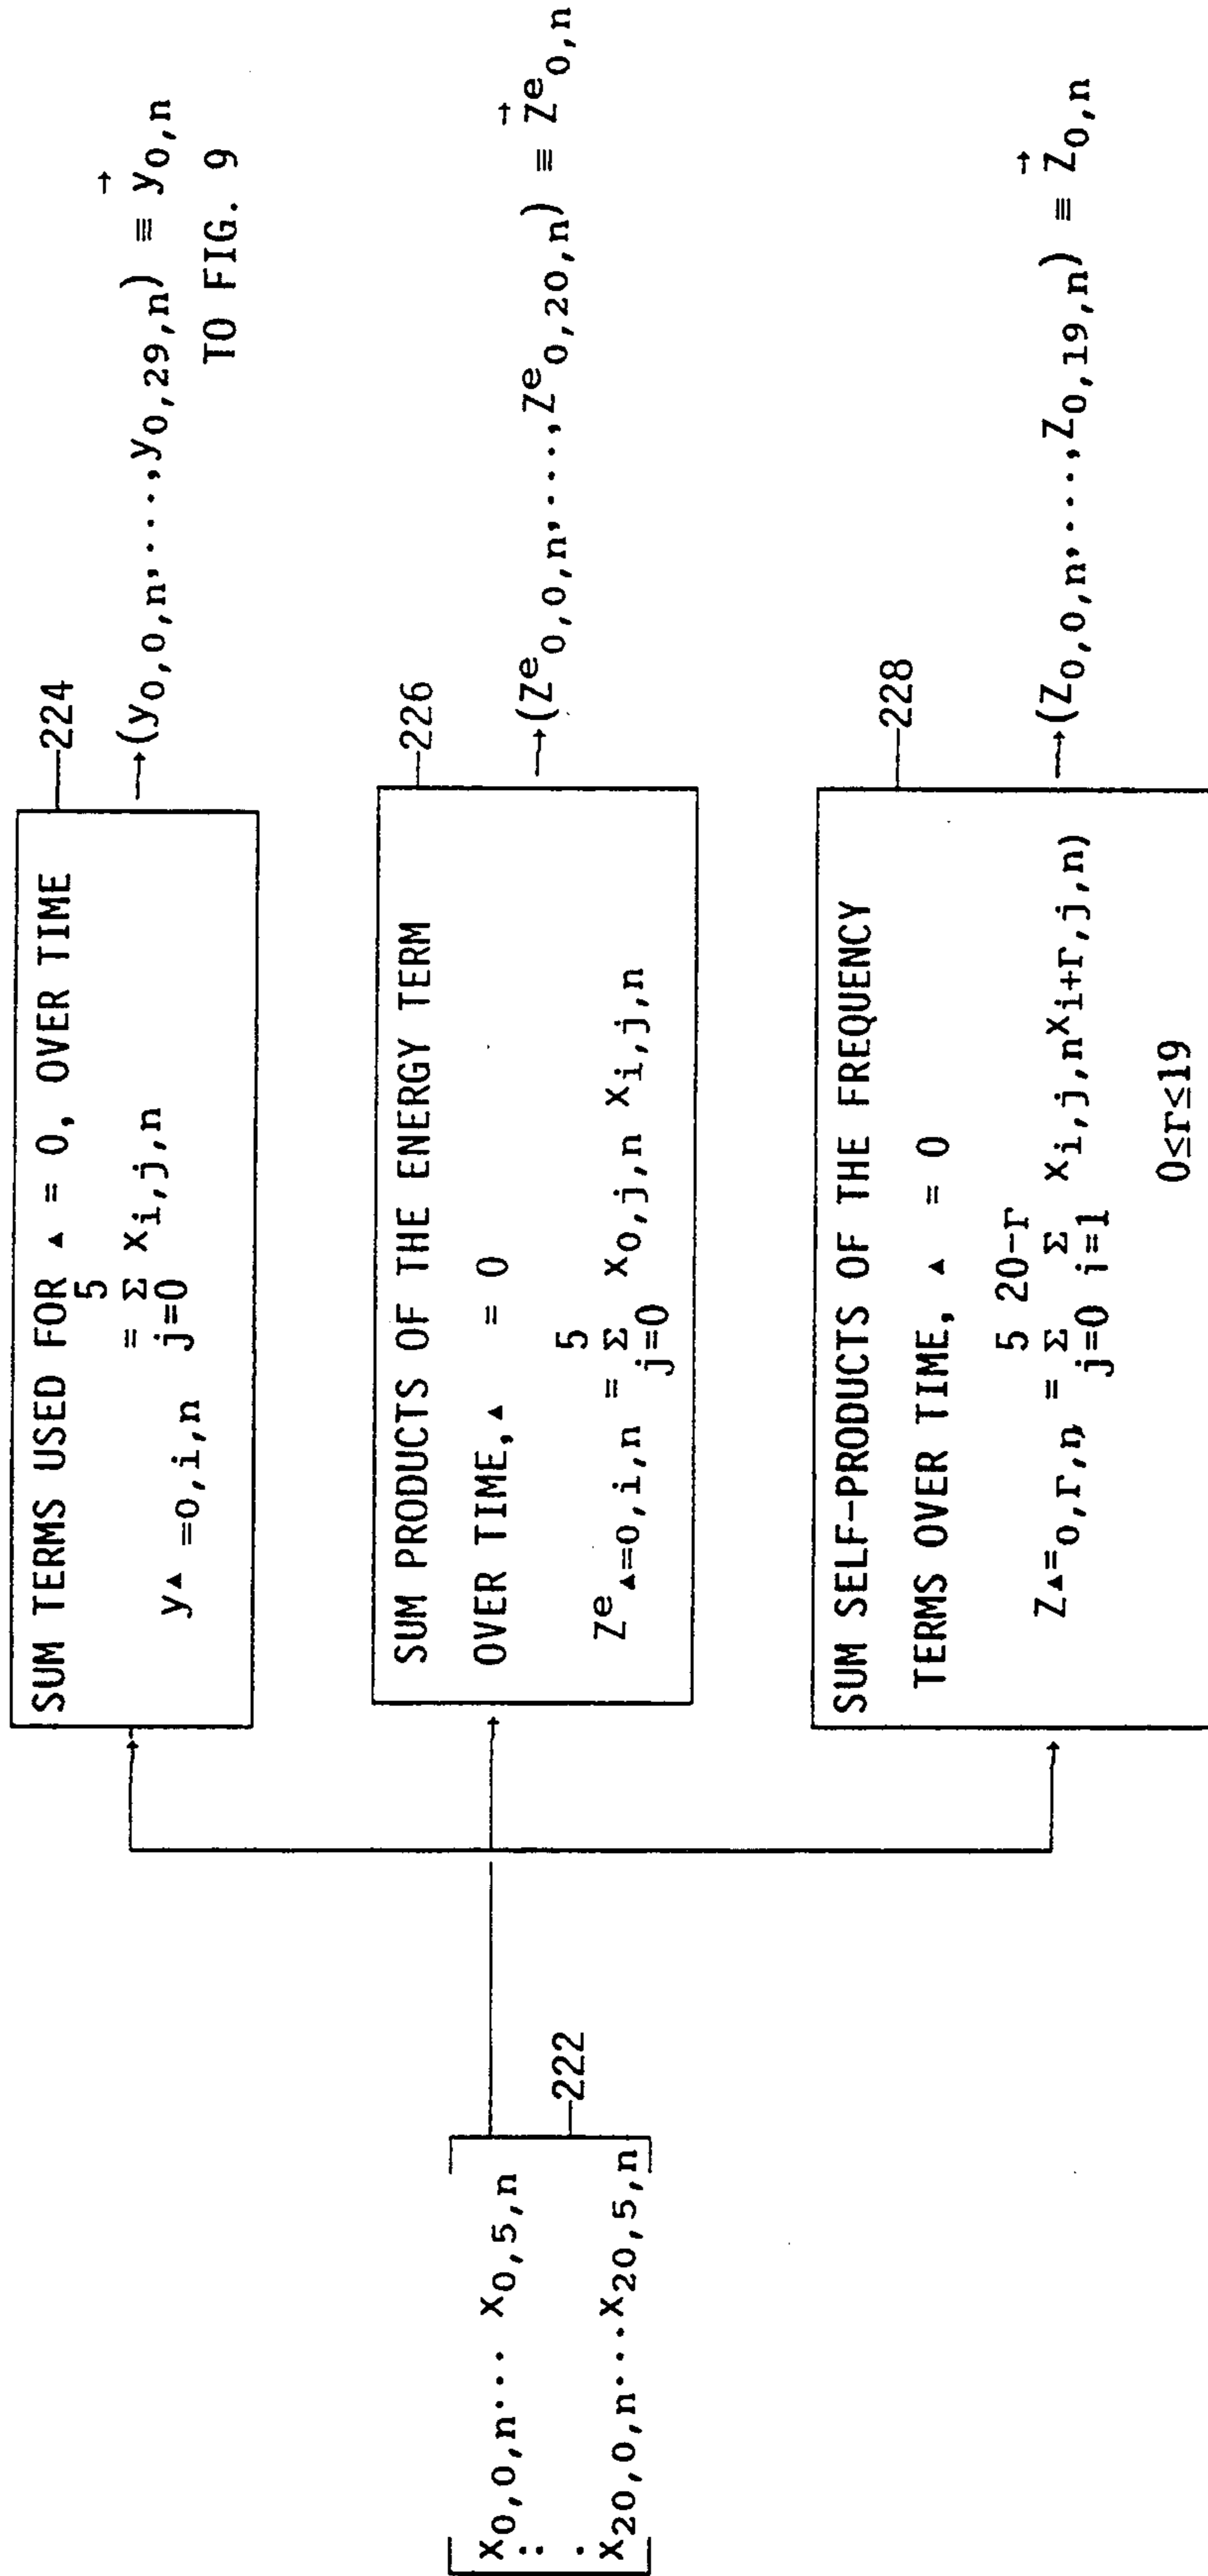 [x0,0,n··· x0,5,n
:
.
x20,0,n···x20,5,n]
222
SUM TERMS USED FOR ▲ = 0, OVER TIME
5
y▲ =0,i,n = Σ xi,j,n
j=0
224
→(y0,0,n,...,y0,29,n) ≡ y⃗0,n
TO FIG. 9
SUM PRODUCTS OF THE ENERGY TERM
OVER TIME,▲ = 0
5
Ze▲=0,i,n = Σ x0,j,n xi,j,n
j=0
226
→(Ze0,0,n,...,Ze0,20,n) ≡ Z⃗e0,n
SUM SELF-PRODUCTS OF THE FREQUENCY
TERMS OVER TIME, ▲ = 0
5 20-Γ
Z▲=0,Γ,n = Σ Σ xi,j,nxi+Γ,j,n)
j=0 i=1
0≤Γ≤19
228
→(Z0,0,n,...,Z0,19,n) ≡ Z⃗0,n